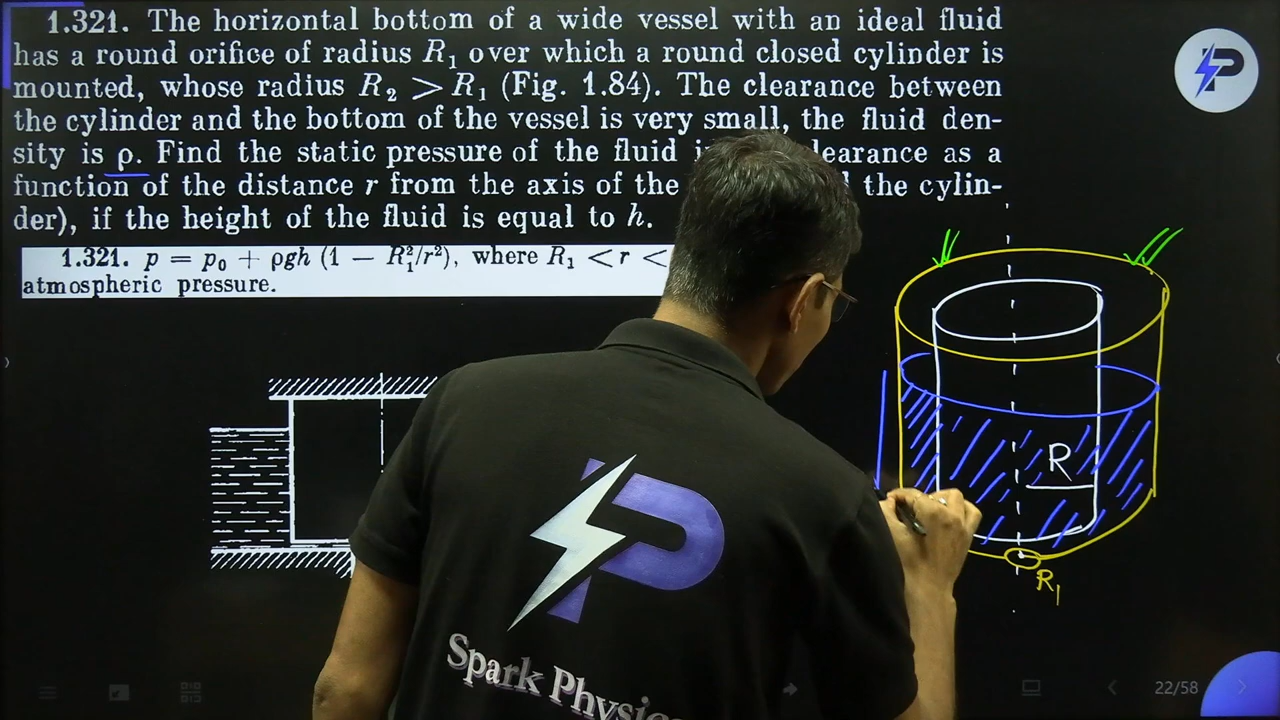 1.321. The horizontal bottom of a wide vessel with an ideal fluid
has a round orifice of radius R₁ over which a round closed cylinder is
mounted, whose radius R₂ > R₁ (Fig. 1.84). The clearance between
the cylinder and the bottom of the vessel is very small, the fluid den-
sity is ρ. Find the static pressure of the fluid as a
function of the distance r from the axis of the the cylin-
der), if the height of the fluid is equal to h.
1.321. p = p₀ + ρgh (1 − R₁²/r²), where R₁ < r <
atmospheric pressure.
R
R₁
P
Spark
22/58